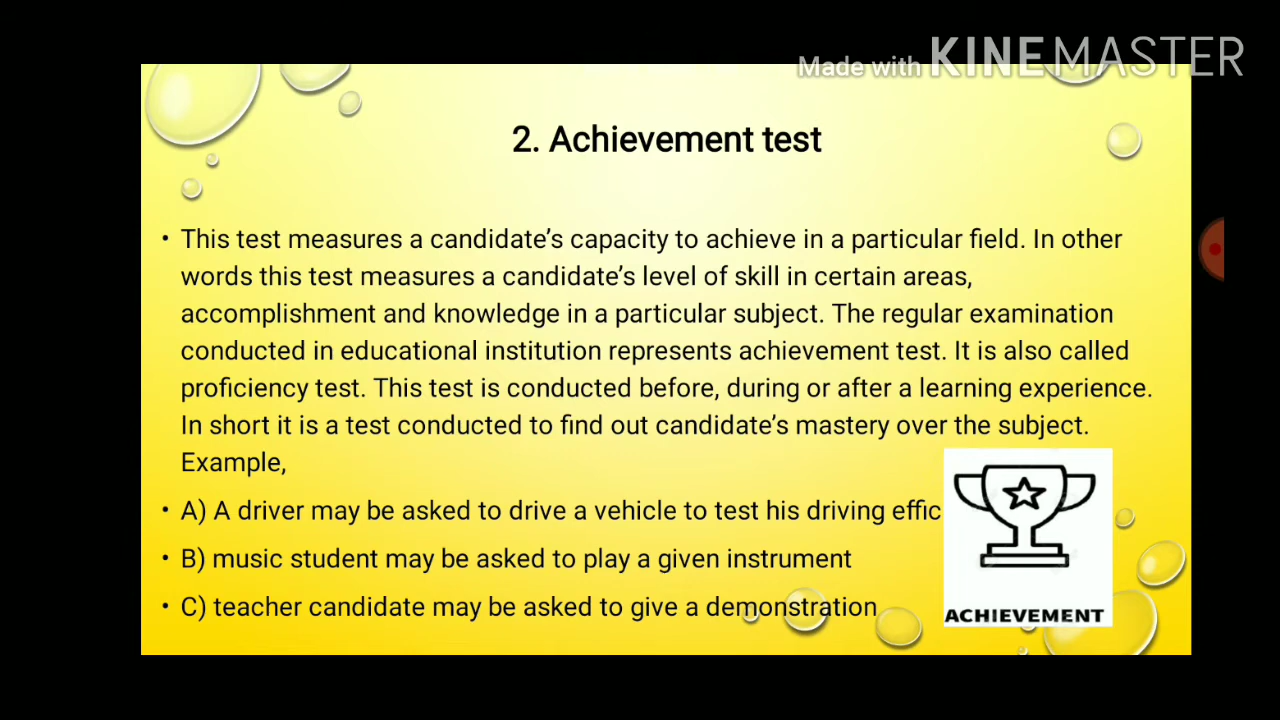 Made with KINEMASTER
2. Achievement test
• This test measures a candidate’s capacity to achieve in a particular field. In other
words this test measures a candidate’s level of skill in certain areas,
accomplishment and knowledge in a particular subject. The regular examination
conducted in educational institution represents achievement test. It is also called
proficiency test. This test is conducted before, during or after a learning experience.
In short it is a test conducted to find out candidate’s mastery over the subject.
Example,
• A) A driver may be asked to drive a vehicle to test his driving effic
• B) music student may be asked to play a given instrument
• C) teacher candidate may be asked to give a demonstration
ACHIEVEMENT